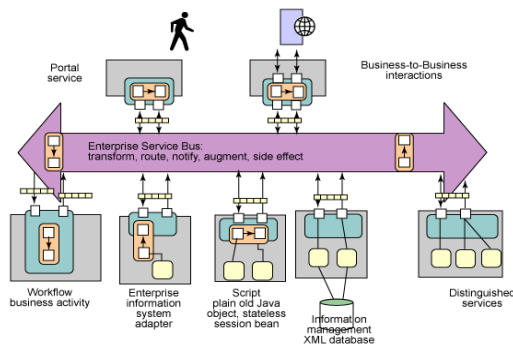 Portal
service
Business-to-Business
interactions
Enterprise Service Bus:
transform, route, notify, augment, side effect
Workflow
business activity
Enterprise
information
system
adapter
Script
plain old Java
object, stateless
session bean
Information
management
XML database
Distinguished
services